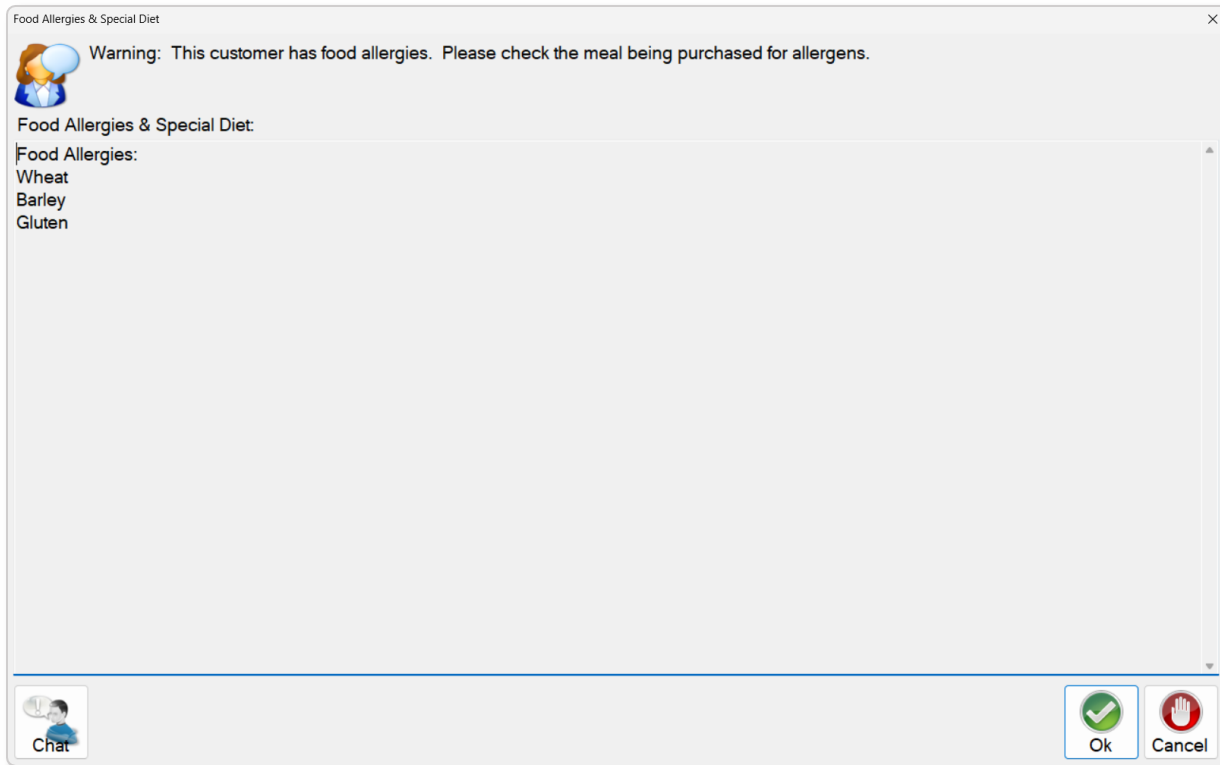 Food Allergies & Special Diet
Warning:  This customer has food allergies.  Please check the meal being purchased for allergens.
Food Allergies & Special Diet:
Food Allergies:
Wheat
Barley
Gluten
Chat
Ok
Cancel